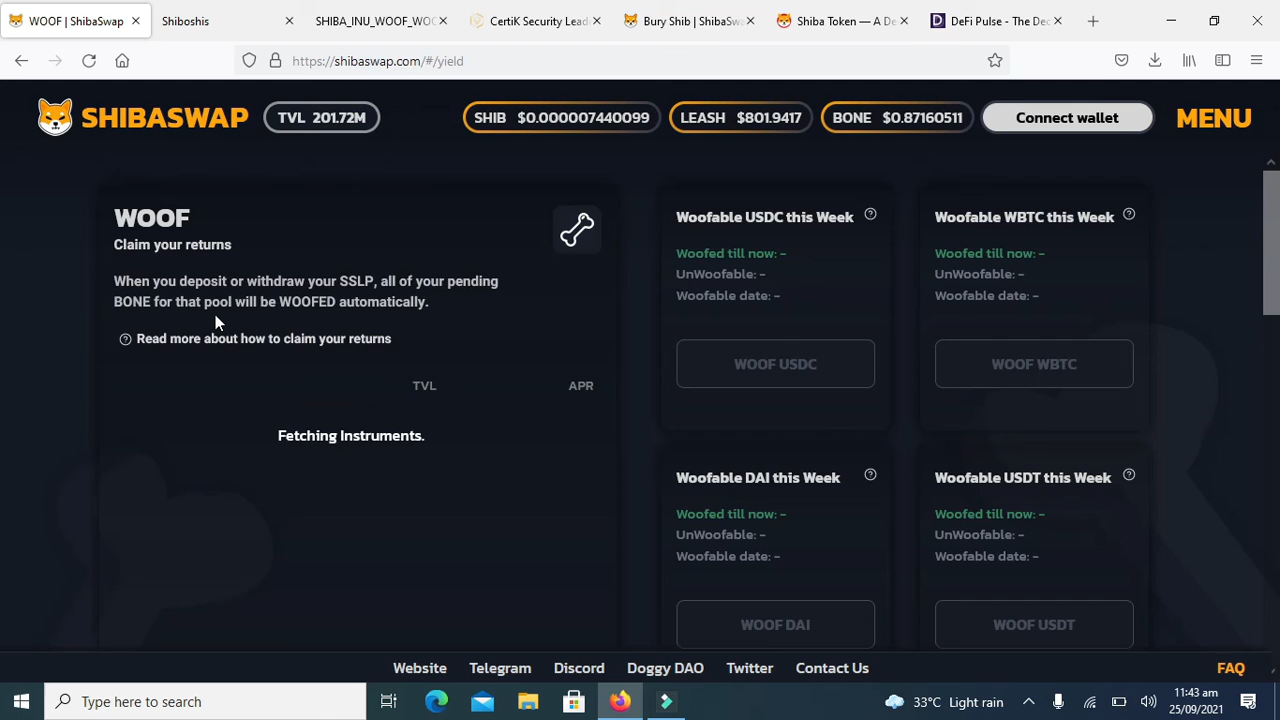 WOOF | ShibaSwap
Shiboshis
SHIBA_INU_WOOF_WOO
CertiK Security Lead
Bury Shib | ShibaSwap
Shiba Token — A De
DeFi Pulse - The Dec
https://shibaswap.com/#/yield
SHIBASWAP
TVL 201.72M
SHIB $0.000007440099
LEASH $801.9417
BONE $0.87160511
Connect wallet
MENU
WOOF
Claim your returns
When you deposit or withdraw your SSLP, all of your pending
BONE for that pool will be WOOFED automatically.
Read more about how to claim your returns
TVL APR
Fetching Instruments.
Woofable USDC this Week
Woofed till now: -
UnWoofable: -
Woofable date: -
WOOF USDC
Woofable WBTC this Week
Woofed till now: -
UnWoofable: -
Woofable date: -
WOOF WBTC
Woofable DAI this Week
Woofed till now: -
UnWoofable: -
Woofable date: -
WOOF DAI
Woofable USDT this Week
Woofed till now: -
UnWoofable: -
Woofable date: -
WOOF USDT
Website Telegram Discord Doggy DAO Twitter Contact Us FAQ
Type here to search
33°C Light rain
11:43 am
25/09/2021